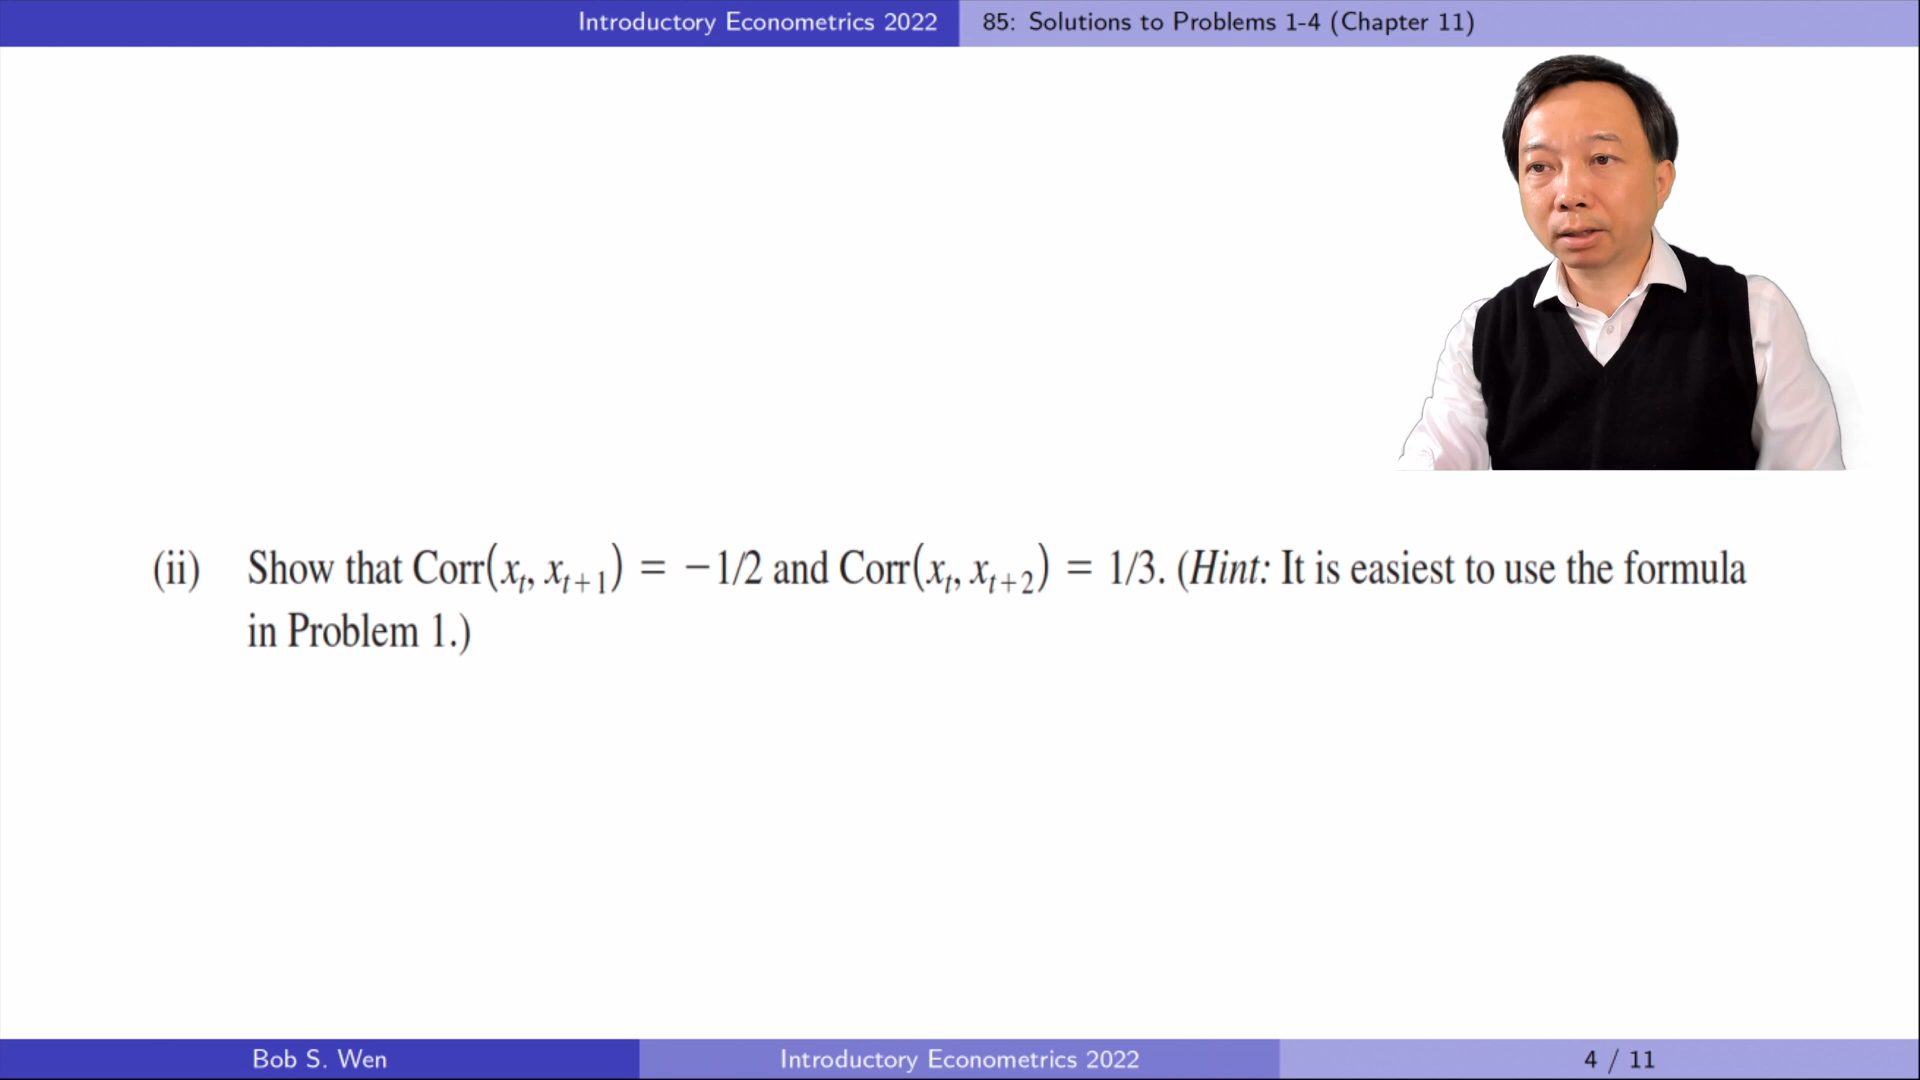 Introductory Econometrics 2022
85: Solutions to Problems 1-4 (Chapter 11)
(ii) Show that Corr(xₜ, xₜ₊₁) = −1/2 and Corr(xₜ, xₜ₊₂) = 1/3. (Hint: It is easiest to use the formula
in Problem 1.)
Bob S. Wen
Introductory Econometrics 2022
4 / 11